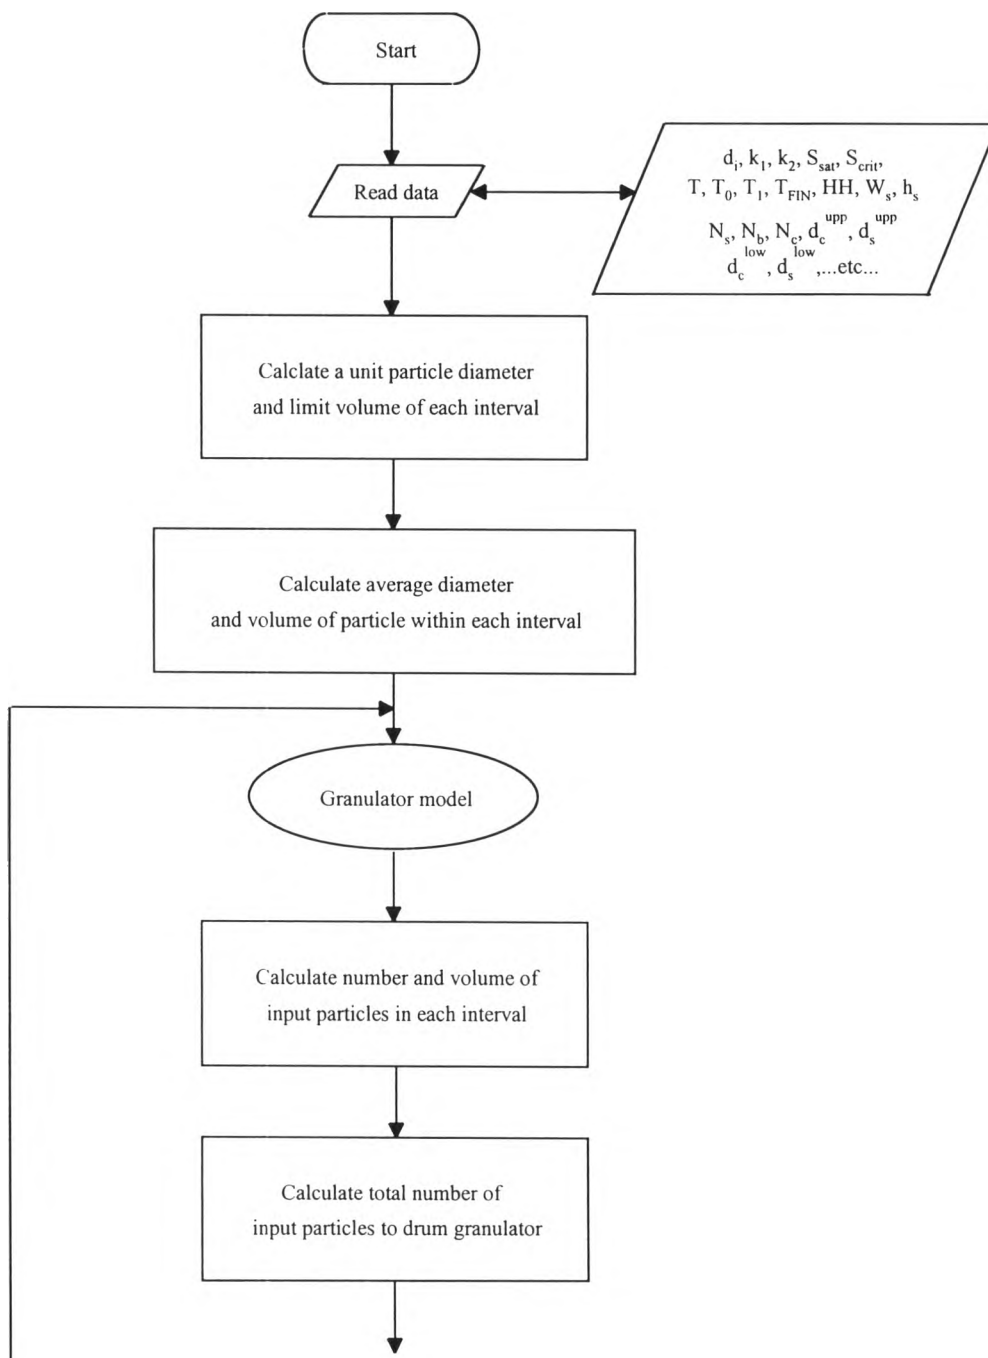 Start
Read data
d_i, k_1, k_2, S_sat, S_crit,
T, T_0, T_1, T_FIN, HH, W_s, h_s
N_s, N_b, N_c, d_c^upp, d_s^upp
d_c^low, d_s^low,...etc...
Calclate a unit particle diameter
and limit volume of each interval
Calculate average diameter
and volume of particle within each interval
Granulator model
Calculate number and volume of
input particles in each interval
Calculate total number of
input particles to drum granulator